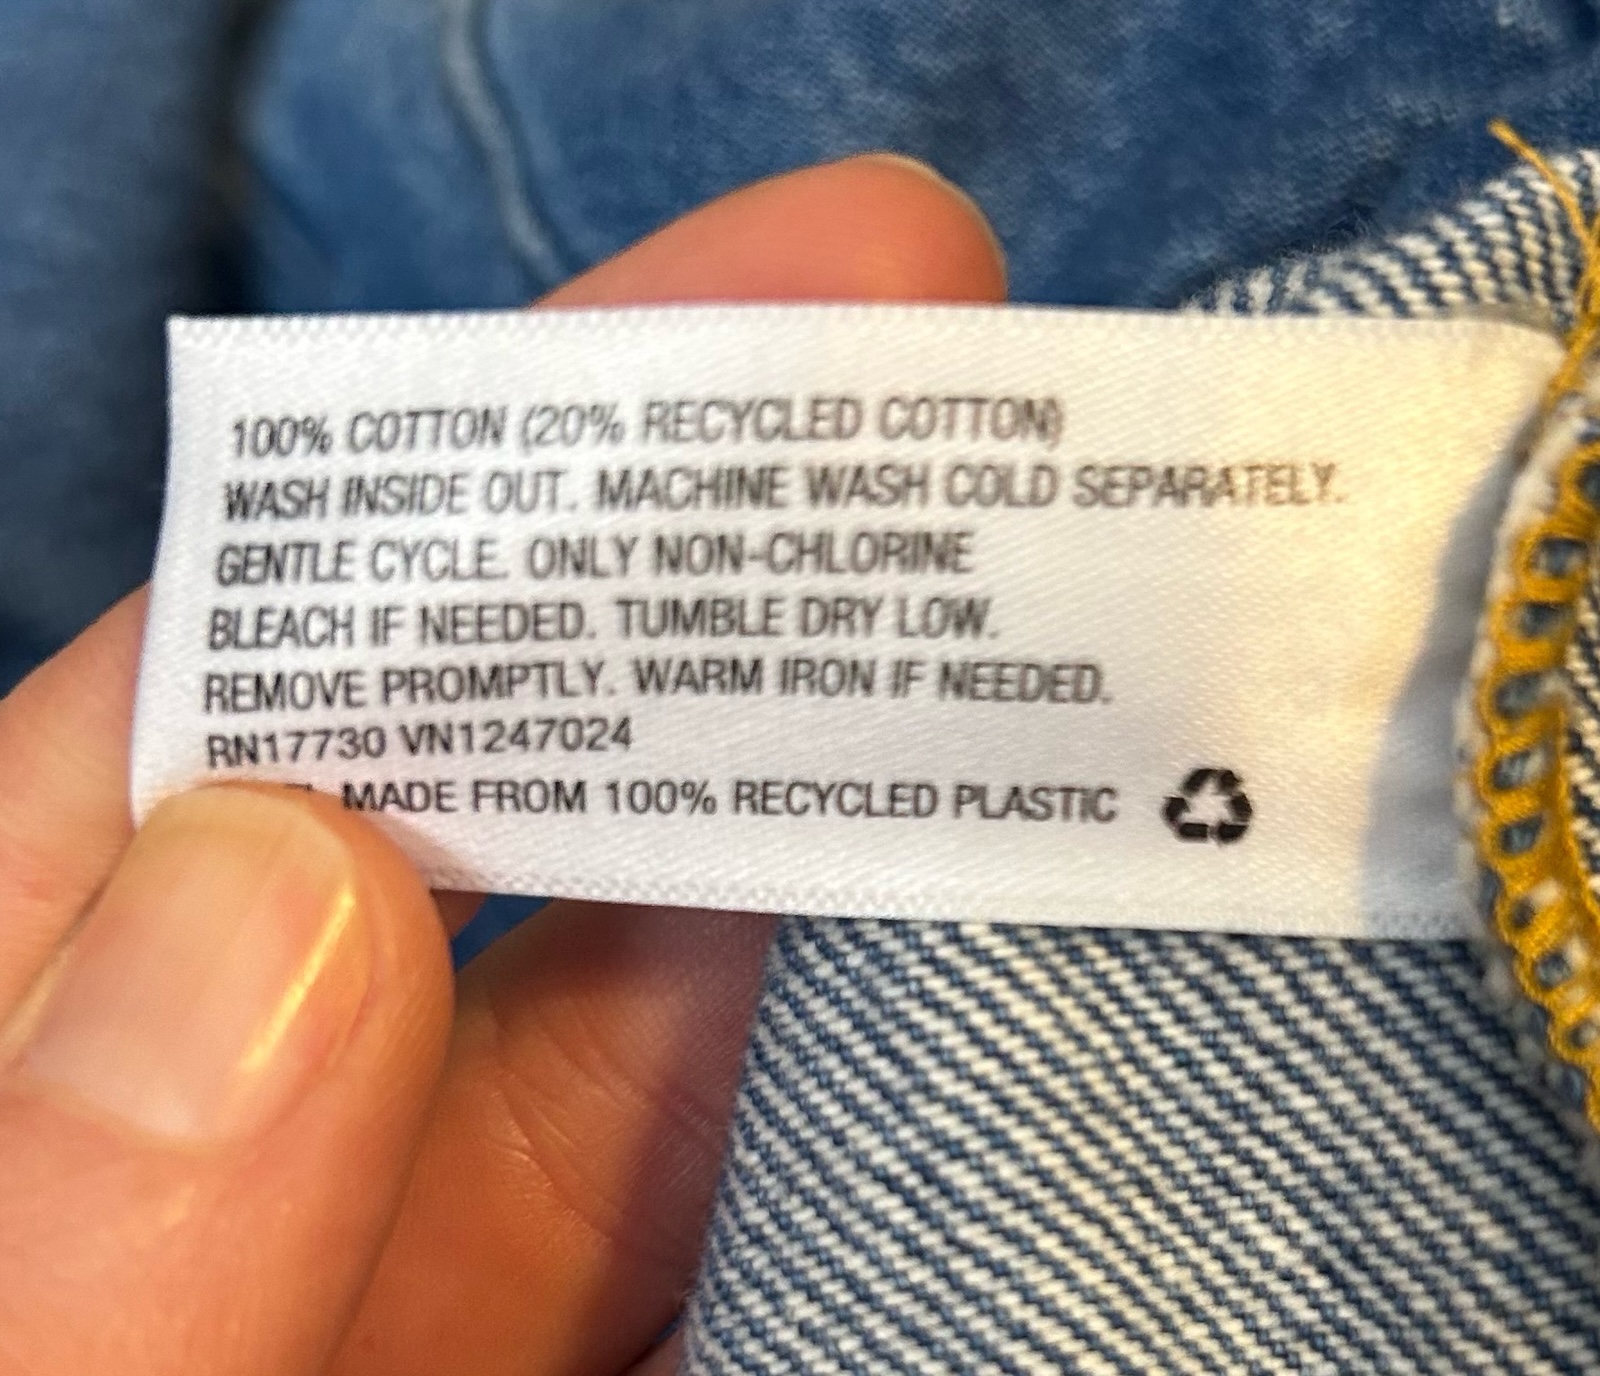 100% COTTON (20% RECYCLED COTTON)
WASH INSIDE OUT. MACHINE WASH COLD SEPARATELY.
GENTLE CYCLE. ONLY NON-CHLORINE
BLEACH IF NEEDED. TUMBLE DRY LOW.
REMOVE PROMPTLY. WARM IRON IF NEEDED.
RN17730 VN1247024
MADE FROM 100% RECYCLED PLASTIC